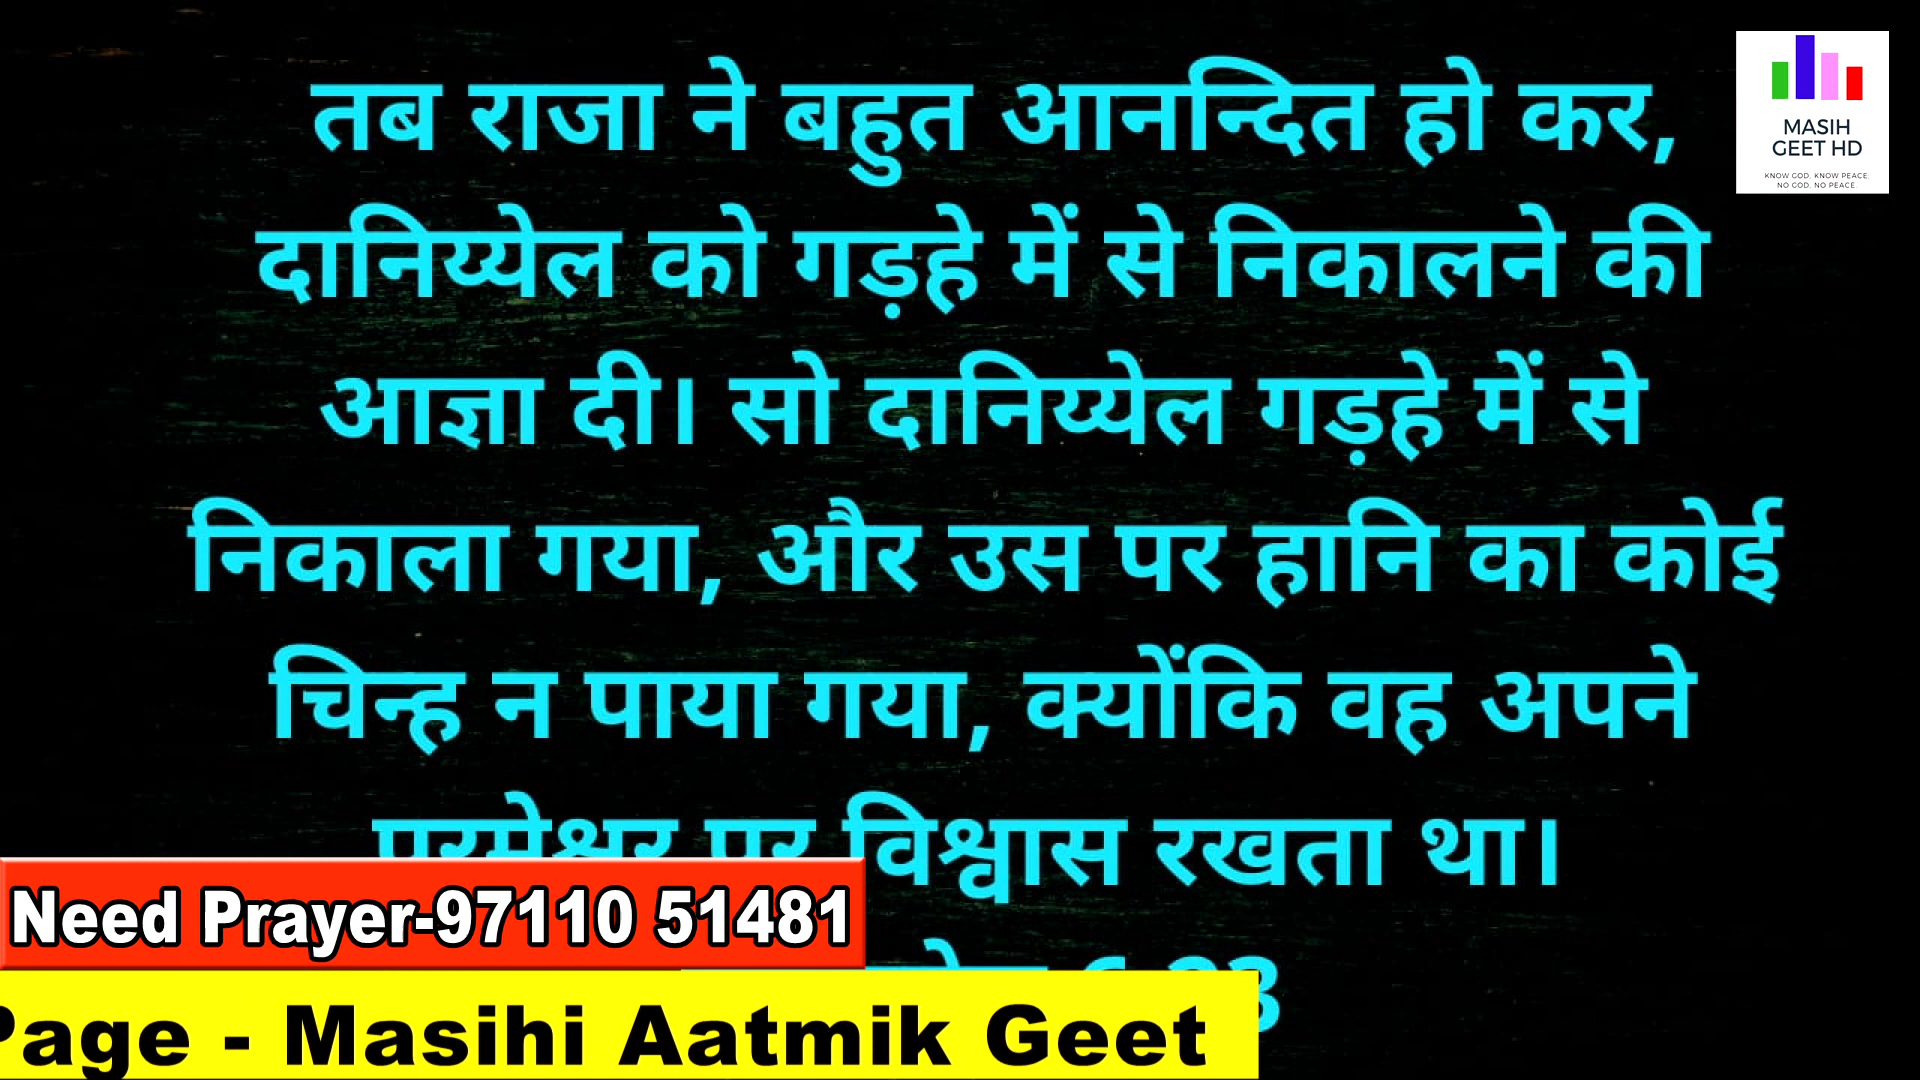 तब राजा ने बहुत आनन्दित हो कर,
दानिय्येल को गड़हे में से निकालने की
आज्ञा दी। सो दानिय्येल गड़हे में से
निकाला गया, और उस पर हानि का कोई
चिन्ह न पाया गया, क्योंकि वह अपने
परमेश्वर पर विश्वास रखता था।
MASIH
GEET HD
KNOW GOD. KNOW PEACE.
NO GOD. NO PEACE.
Need Prayer-97110 51481
Page - Masihi Aatmik Geet